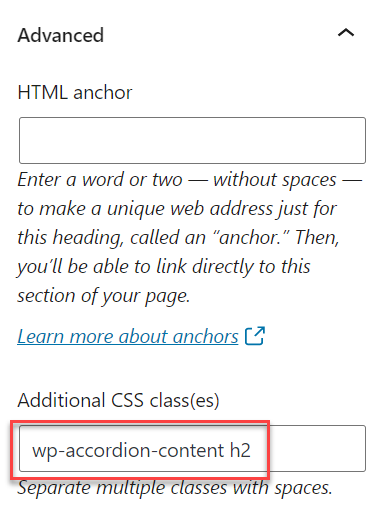 Advanced
HTML anchor
Enter a word or two — without spaces —
to make a unique web address just for
this heading, called an “anchor.” Then,
you’ll be able to link directly to this
section of your page.
Learn more about anchors
Additional CSS class(es)
wp-accordion-content h2
Separate multiple classes with spaces.